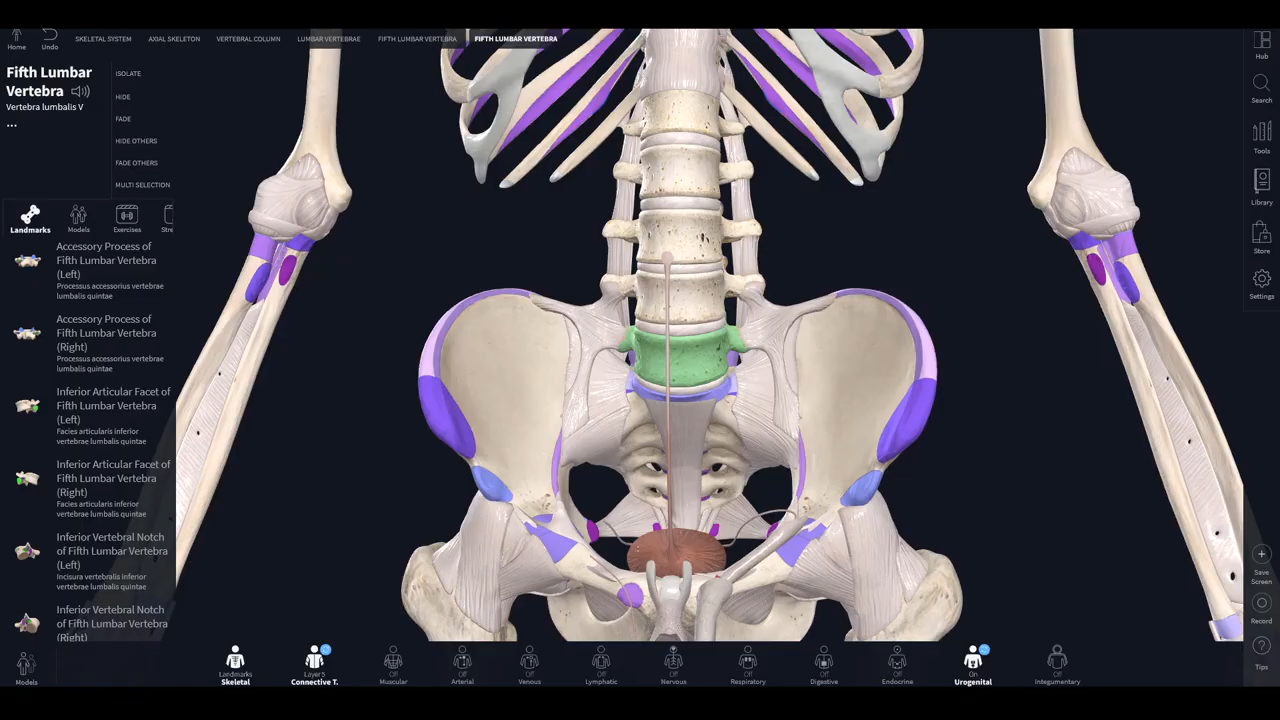 Home
Undo
SKELETAL SYSTEM
AXIAL SKELETON
VERTEBRAL COLUMN
LUMBAR VERTEBRAE
FIFTH LUMBAR VERTEBRA
FIFTH LUMBAR VERTEBRA
Fifth Lumbar
Vertebra
Vertebra lumbalis V
...
ISOLATE
HIDE
FADE
HIDE OTHERS
FADE OTHERS
MULTI SELECTION
Landmarks
Models
Exercises
Stre
Accessory Process of
Fifth Lumbar Vertebra
(Left)
Processus accessorius vertebrae
lumbalis quintae
Accessory Process of
Fifth Lumbar Vertebra
(Right)
Processus accessorius vertebrae
lumbalis quintae
Inferior Articular Facet of
Fifth Lumbar Vertebra
(Left)
Facies articularis inferior
vertebrae lumbalis quintae
Inferior Articular Facet of
Fifth Lumbar Vertebra
(Right)
Facies articularis inferior
vertebrae lumbalis quintae
Inferior Vertebral Notch
of Fifth Lumbar Vertebra
(Left)
Incisura vertebralis inferior
vertebrae lumbalis quintae
Inferior Vertebral Notch
of Fifth Lumbar Vertebra
(Right)
Hub
Search
Tools
Library
Store
Settings
Save
Screen
Record
Tips
Models
Landmarks
Skeletal
Layer5
Connective T.
Off
Muscular
Off
Arterial
Off
Venous
Off
Lymphatic
Off
Nervous
Off
Respiratory
Off
Digestive
Off
Endocrine
On
Urogenital
Off
Integumentary